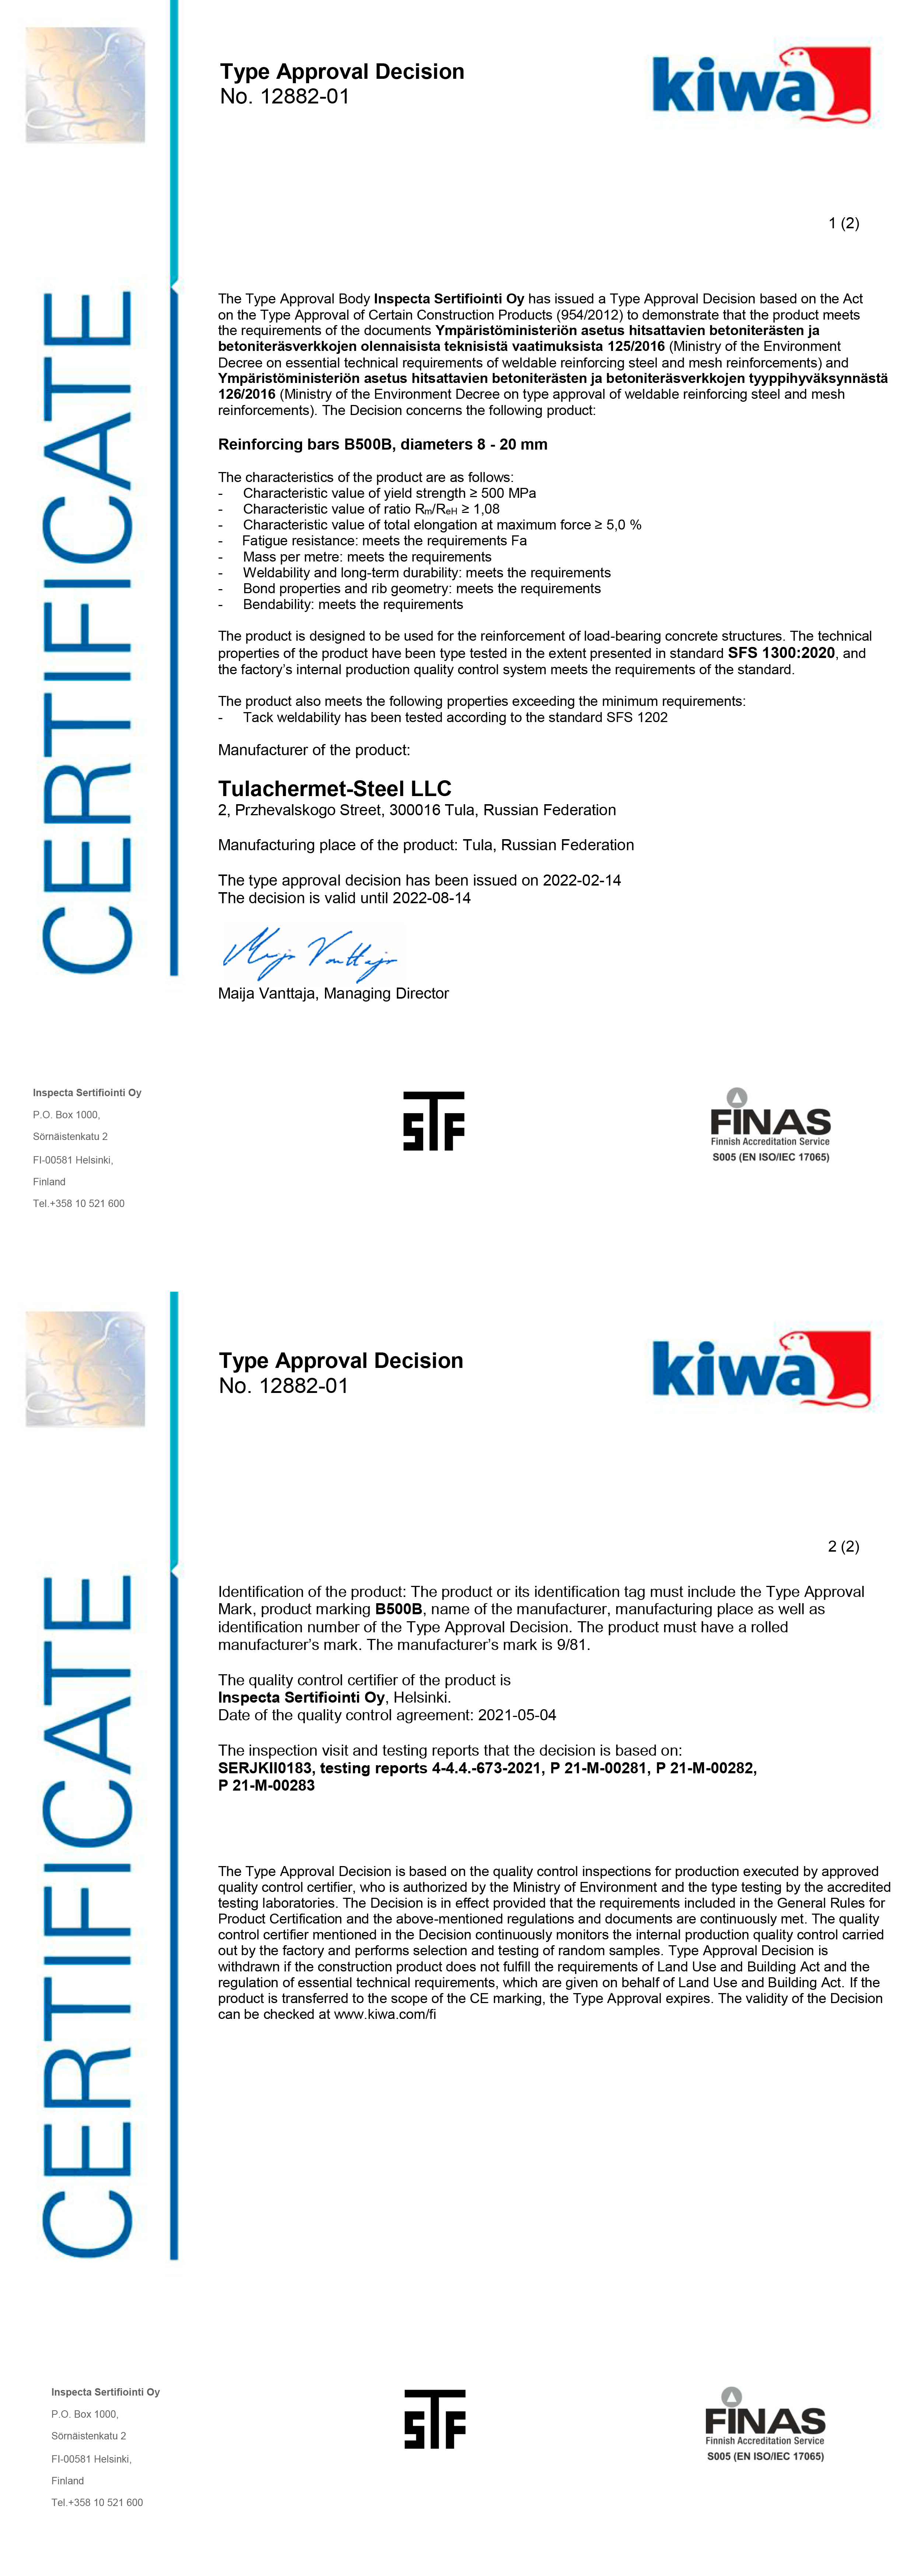 Type Approval Decision
No. 12882-01
kiwa
1 (2)
CERTIFICATE
The Type Approval Body Inspecta Sertifiointi Oy has issued a Type Approval Decision based on the Act
on the Type Approval of Certain Construction Products (954/2012) to demonstrate that the product meets
the requirements of the documents Ympäristöministeriön asetus hitsattavien betoniterästen ja
betoniteräsverkkojen olennaisista teknisistä vaatimuksista 125/2016 (Ministry of the Environment
Decree on essential technical requirements of weldable reinforcing steel and mesh reinforcements) and
Ympäristöministeriön asetus hitsattavien betoniterästen ja betoniteräsverkkojen tyyppihyväksynnästä
126/2016 (Ministry of the Environment Decree on type approval of weldable reinforcing steel and mesh
reinforcements). The Decision concerns the following product:
Reinforcing bars B500B, diameters 8 - 20 mm
The characteristics of the product are as follows:
- Characteristic value of yield strength ≥ 500 MPa
- Characteristic value of ratio Rm/ReH ≥ 1,08
- Characteristic value of total elongation at maximum force ≥ 5,0 %
- Fatigue resistance: meets the requirements Fa
- Mass per metre: meets the requirements
- Weldability and long-term durability: meets the requirements
- Bond properties and rib geometry: meets the requirements
- Bendability: meets the requirements
The product is designed to be used for the reinforcement of load-bearing concrete structures. The technical
properties of the product have been type tested in the extent presented in standard SFS 1300:2020, and
the factory's internal production quality control system meets the requirements of the standard.
The product also meets the following properties exceeding the minimum requirements:
- Tack weldability has been tested according to the standard SFS 1202
Manufacturer of the product:
Tulachermet-Steel LLC
2, Przhevalskogo Street, 300016 Tula, Russian Federation
Manufacturing place of the product: Tula, Russian Federation
The type approval decision has been issued on 2022-02-14
The decision is valid until 2022-08-14
Maija Vanttaja
Maija Vanttaja, Managing Director
Inspecta Sertifiointi Oy
P.O. Box 1000,
Sörnäistenkatu 2
FI-00581 Helsinki,
Finland
Tel.+358 10 521 600
STF
FINAS
Finnish Accreditation Service
S005 (EN ISO/IEC 17065)
Type Approval Decision
No. 12882-01
kiwa
2 (2)
CERTIFICATE
Identification of the product: The product or its identification tag must include the Type Approval
Mark, product marking B500B, name of the manufacturer, manufacturing place as well as
identification number of the Type Approval Decision. The product must have a rolled
manufacturer's mark. The manufacturer's mark is 9/81.
The quality control certifier of the product is
Inspecta Sertifiointi Oy, Helsinki.
Date of the quality control agreement: 2021-05-04
The inspection visit and testing reports that the decision is based on:
SERJKII0183, testing reports 4-4.4.-673-2021, P 21-M-00281, P 21-M-00282,
P 21-M-00283
The Type Approval Decision is based on the quality control inspections for production executed by approved
quality control certifier, who is authorized by the Ministry of Environment and the type testing by the accredited
testing laboratories. The Decision is in effect provided that the requirements included in the General Rules for
Product Certification and the above-mentioned regulations and documents are continuously met. The quality
control certifier mentioned in the Decision continuously monitors the internal production quality control carried
out by the factory and performs selection and testing of random samples. Type Approval Decision is
withdrawn if the construction product does not fulfill the requirements of Land Use and Building Act and the
regulation of essential technical requirements, which are given on behalf of Land Use and Building Act. If the
product is transferred to the scope of the CE marking, the Type Approval expires. The validity of the Decision
can be checked at www.kiwa.com/fi
Inspecta Sertifiointi Oy
P.O. Box 1000,
Sörnäistenkatu 2
FI-00581 Helsinki,
Finland
Tel.+358 10 521 600
STF
FINAS
Finnish Accreditation Service
S005 (EN ISO/IEC 17065)